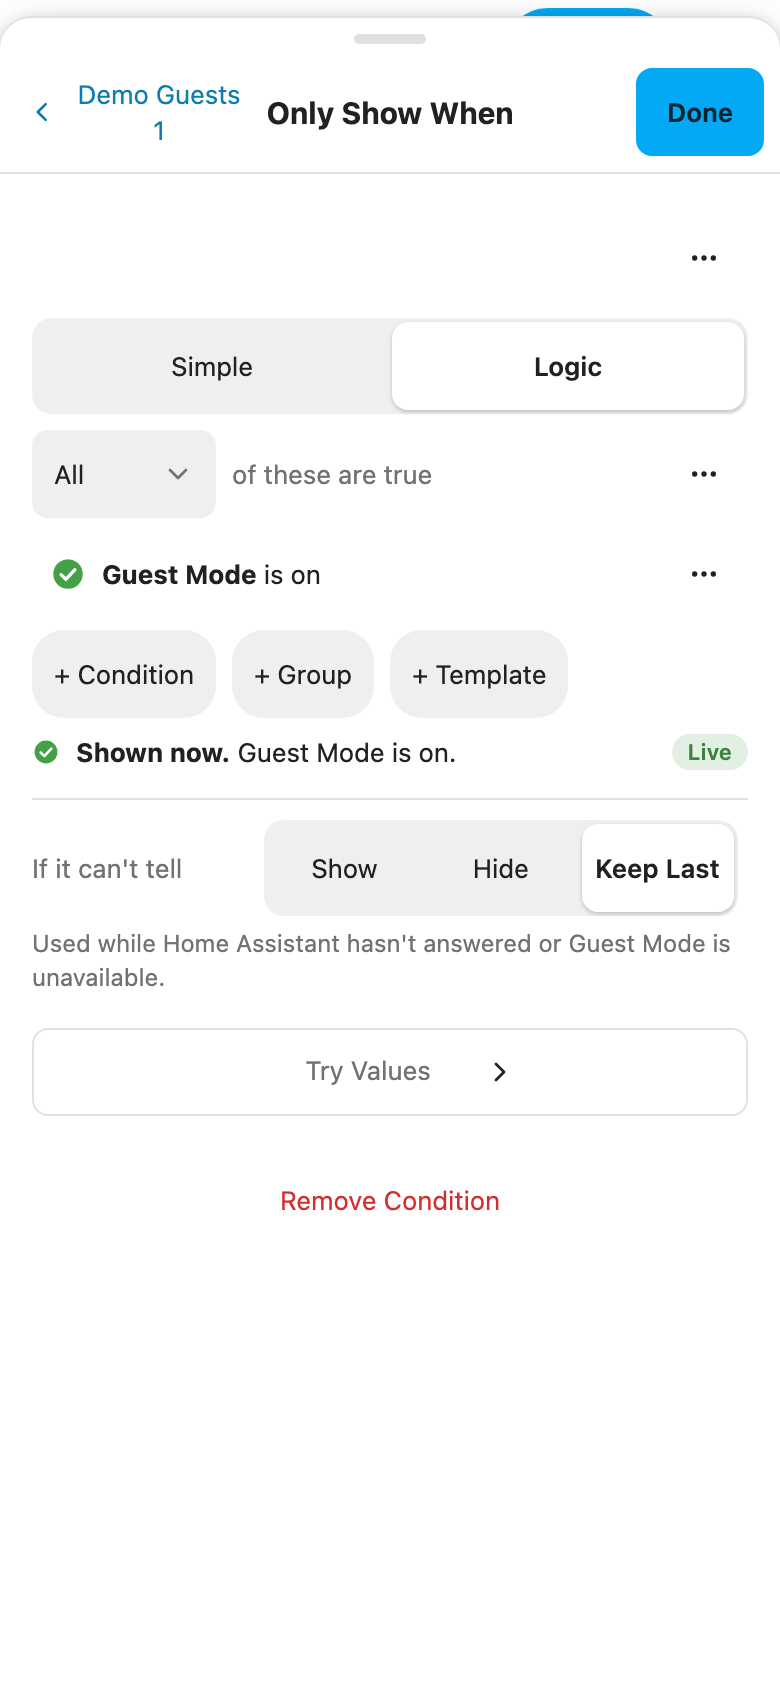 Demo Guests
1
Only Show When
Done
Simple
Logic
All
of these are true
Guest Mode is on
+ Condition
+ Group
+ Template
Shown now. Guest Mode is on.
Live
If it can't tell
Show
Hide
Keep Last
Used while Home Assistant hasn't answered or Guest Mode is
unavailable.
Try Values
Remove Condition